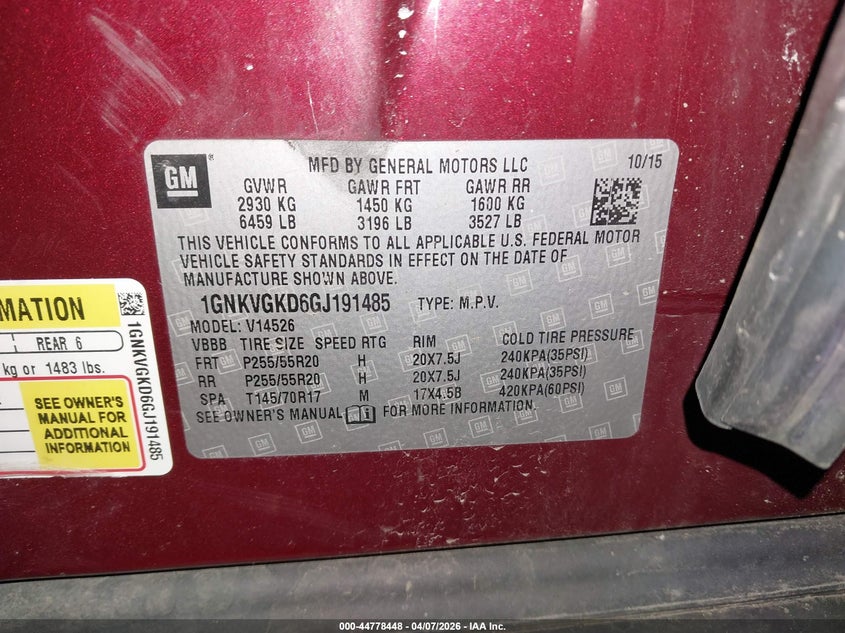 GM
®
MFD BY GENERAL MOTORS LLC
10/15
GVWR GAWR FRT GAWR RR
2930 KG 1450 KG 1600 KG
6459 LB 3196 LB 3527 LB
THIS VEHICLE CONFORMS TO ALL APPLICABLE U.S. FEDERAL MOTOR
VEHICLE SAFETY STANDARDS IN EFFECT ON THE DATE OF
MANUFACTURE SHOWN ABOVE.
1GNKVGKD6GJ191485 TYPE: M.P.V.
MODEL: V14526
VBBB TIRE SIZE SPEED RTG RIM COLD TIRE PRESSURE
FRT P255/55R20 H 20X7.5J 240KPA(35PSI)
RR P255/55R20 H 20X7.5J 240KPA(35PSI)
SPA T145/70R17 M 17X4.5B 420KPA(60PSI)
SEE OWNER'S MANUAL FOR MORE INFORMATION.
MATION
REAR 6
kg or 1483 lbs.
SEE OWNER'S
MANUAL FOR
ADDITIONAL
INFORMATION
1GNKVGKD6GJ191485
000-44778448 - 04/07/2026 - IAA Inc.